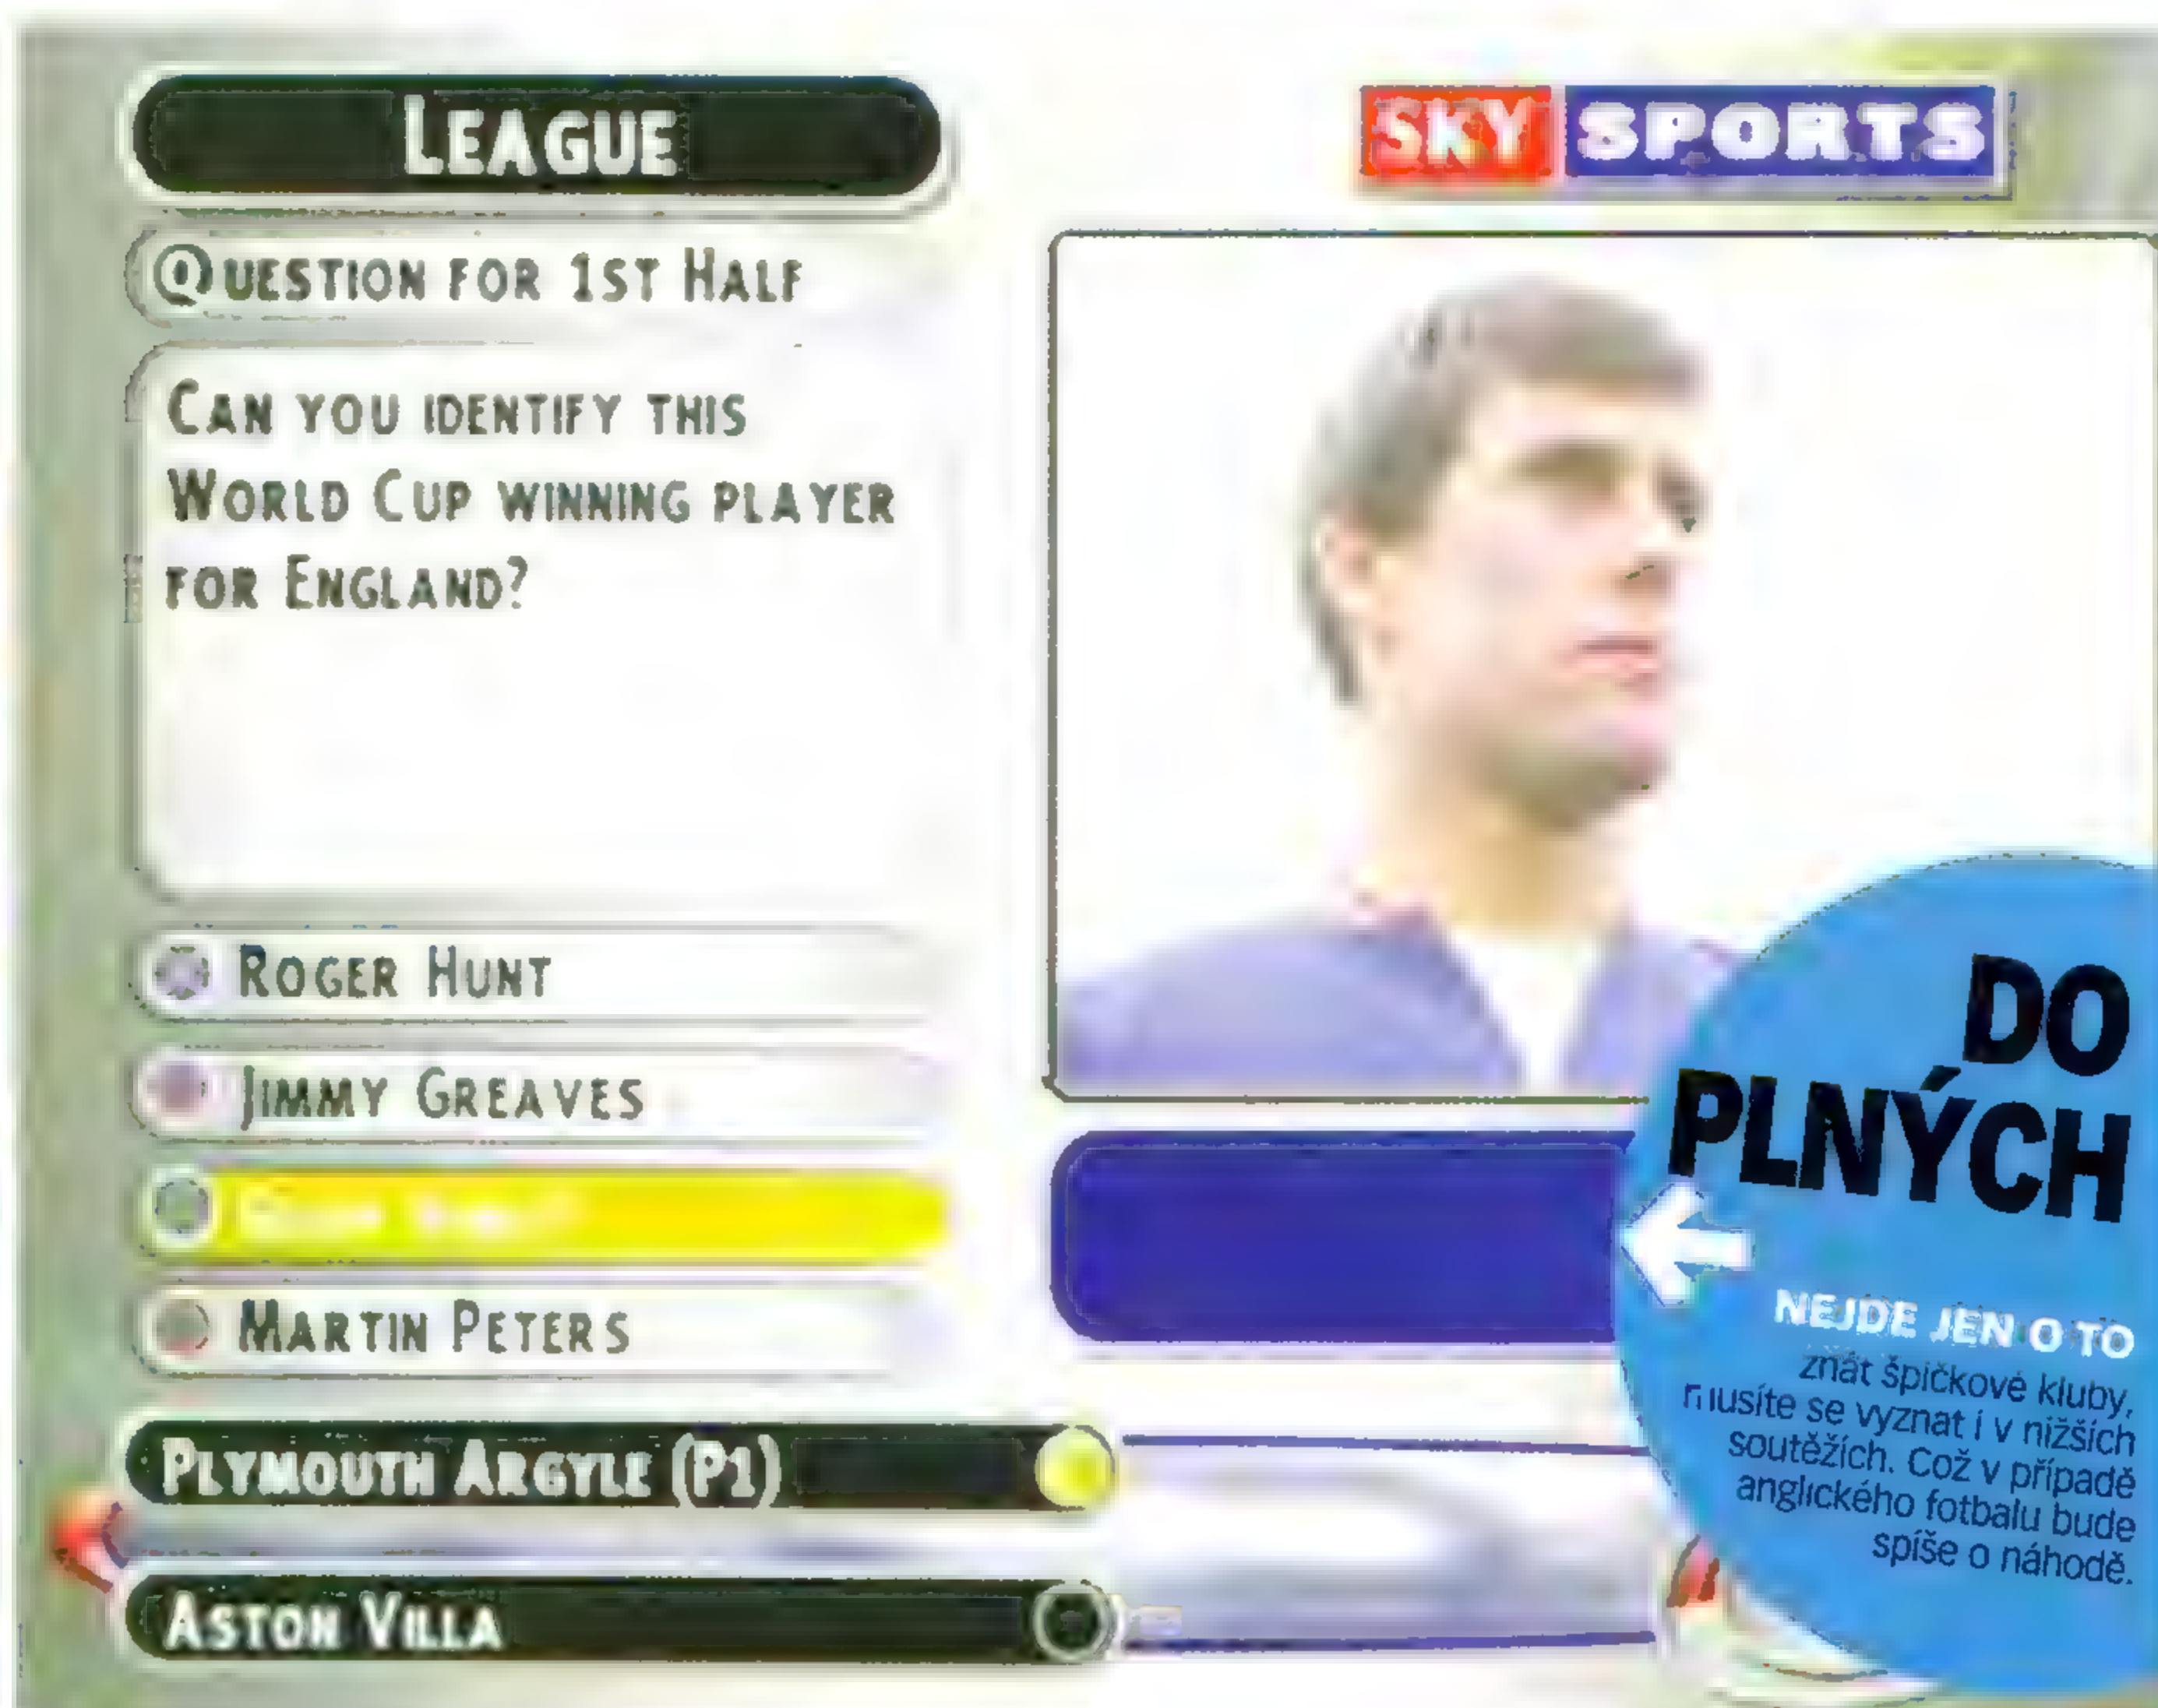 LEAGUE
SKY SPORTS
QUESTION FOR 1ST HALF
CAN YOU IDENTIFY THIS
WORLD CUP WINNING PLAYER
FOR ENGLAND?
ROGER HUNT
JIMMY GREAVES
MARTIN PETERS
PLYMOUTH ARGYLE (P1)
ASTON VILLA
DO
PLNÝCH
NEJDE JEN O TO
znát špičkové kluby,
musíte se vyznat i v nižších
soutěžích. Což v případě
anglického fotbalu bude
spíše o náhodě.